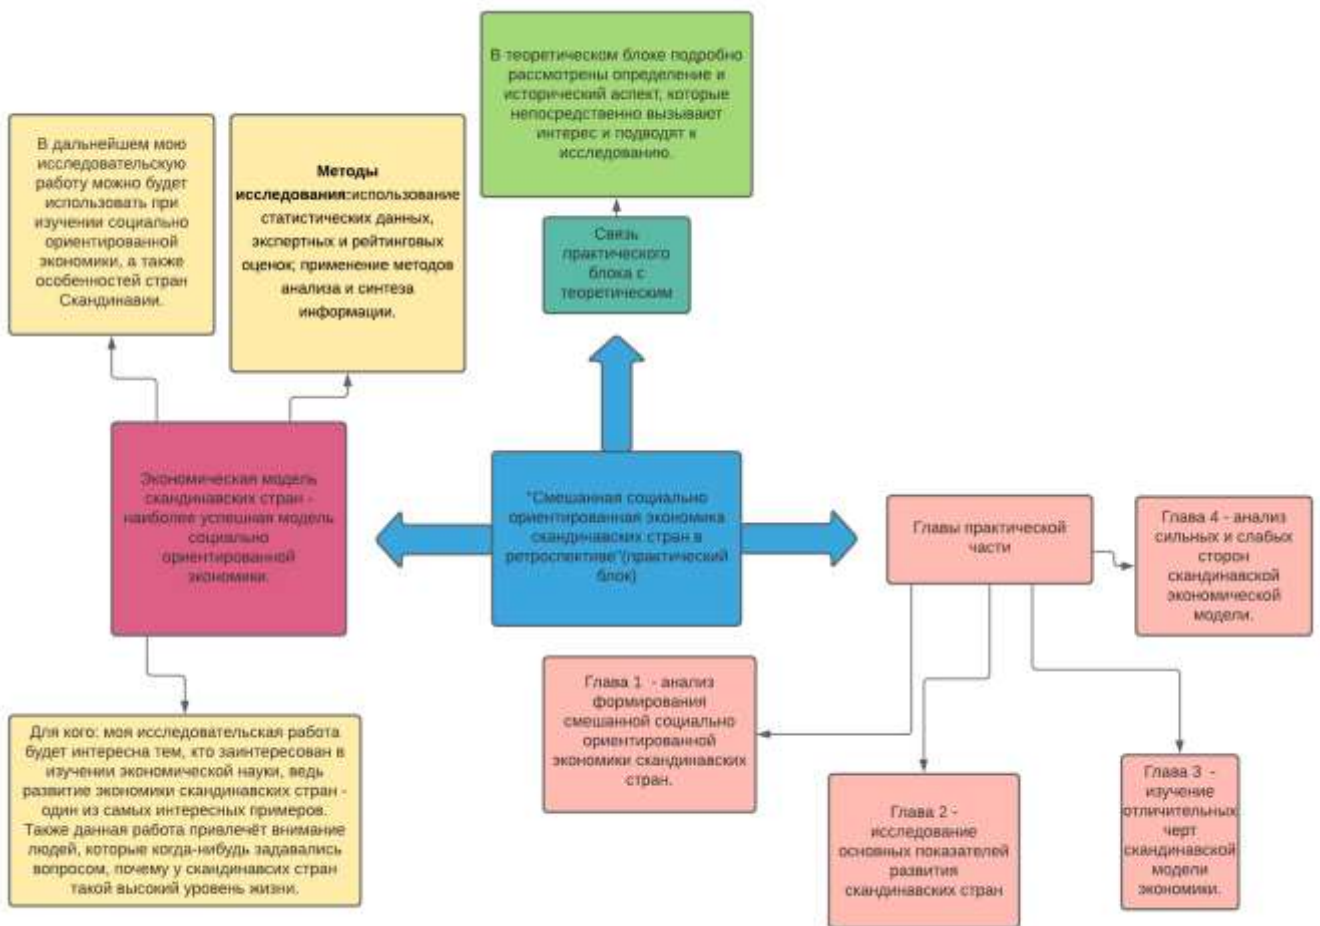 В теоретическом блоке подробно
рассмотрены определение и
исторический аспект, которые
непосредственно вызывают
интерес и подводят к
исследованию.
В дальнейшем мою
исследовательскую
работу можно будет
использовать при
изучении социально
ориентированной
экономики, а также
особенностей стран
Скандинавии.
Методы
исследования:использование
статистических данных,
экспертных и рейтинговых
оценок; применение методов
анализа и синтеза
информации.
Связь
практического
блока с
теоретическим
Экономическая модель
скандинавских стран -
наиболее успешная модель
социально
ориентированной
экономики.
"Смешанная социально
ориентированная экономика
скандинавских стран в
ретроспективе"(практический
блок)
Главы практической
части
Глава 4 - анализ
сильных и слабых
сторон
скандинавской
экономической
модели.
Глава 1 - анализ
формирования
смешанной социально
ориентированной
экономики скандинавских
стран.
Глава 2 -
исследование
основных показателей
развития
скандинавских стран
Глава 3 -
изучение
отличительных
черт
скандинавской
модели
экономики.
Для кого: моя исследовательская работа
будет интересна тем, кто заинтересован в
изучении экономической науки, ведь
развитие экономики скандинавских стран -
один из самых интересных примеров.
Также данная работа привлечёт внимание
людей, которые когда-нибудь задавались
вопросом, почему у скандинавсих стран
такой высокий уровень жизни.